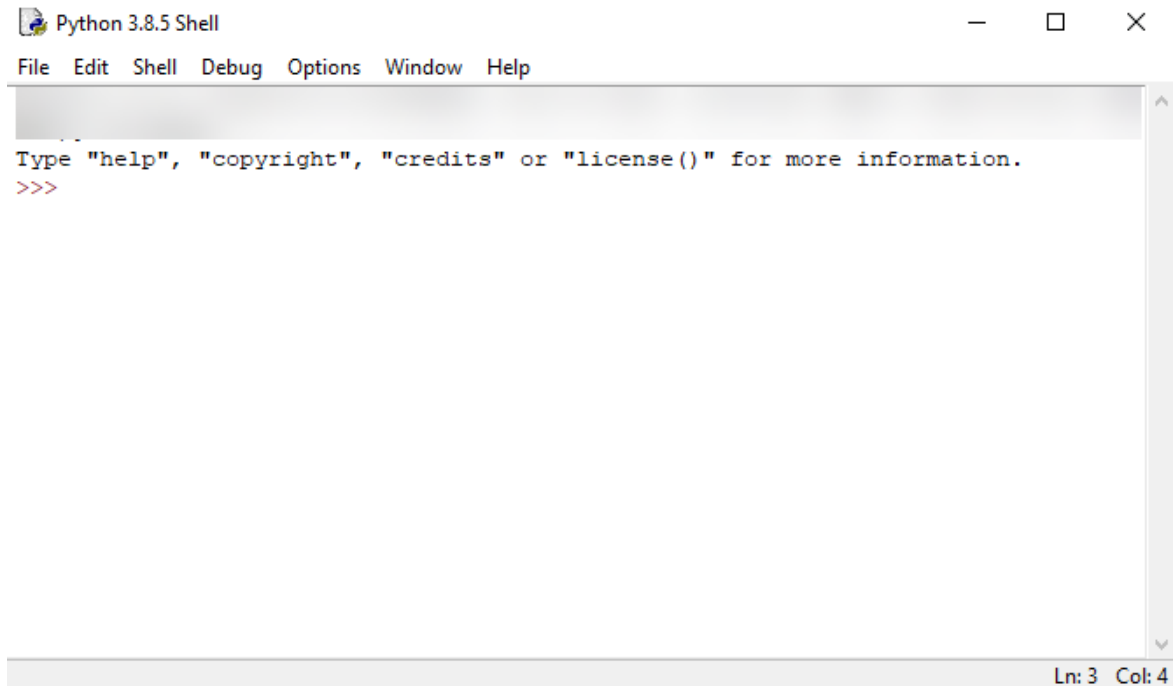 Python 3.8.5 Shell
File Edit Shell Debug Options Window Help
Type "help", "copyright", "credits" or "license()" for more information.
>>>
Ln: 3 Col: 4